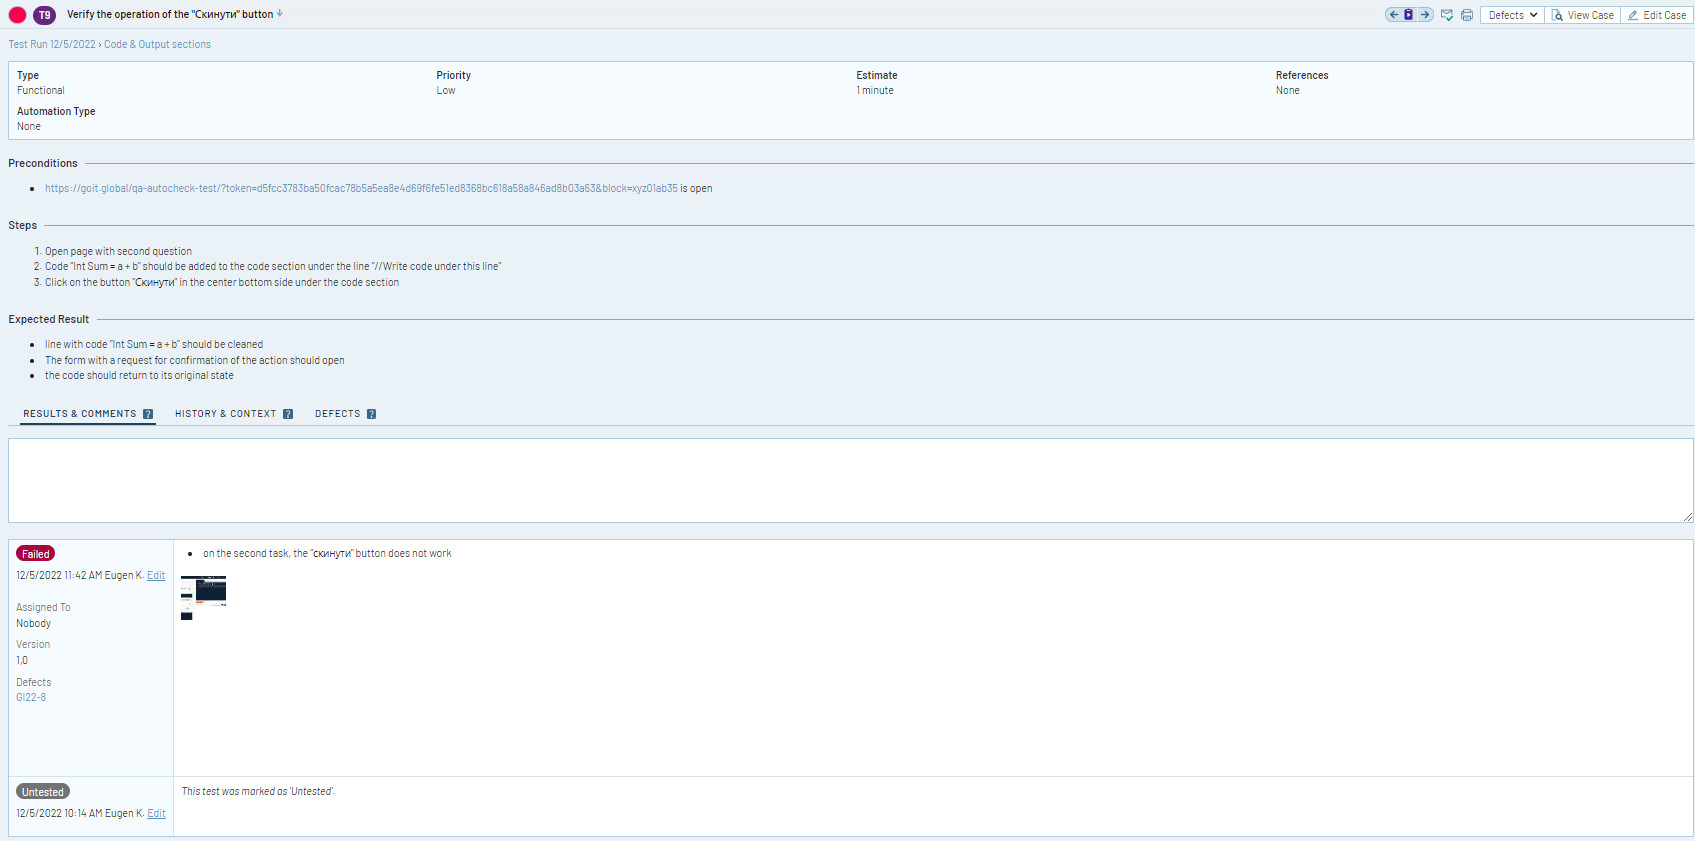 T9 Verify the operation of the "Скинути" button
Defects View Case Edit Case
Test Run 12/5/2022 › Code & Output sections
Type Priority Estimate References
Functional Low 1 minute None
Automation Type
None
Preconditions
https://goit.global/qa-autocheck-test/?token=d5fcc3783ba50fcac78b5a5ea8e4d69f6fe51ed8368bc618a58a846ad8b03a63&block=xyz01ab35 is open
Steps
1. Open page with second question
2. Code "Int Sum = a + b" should be added to the code section under the line "//Write code under this line"
3. Click on the button "Скинути" in the center bottom side under the code section
Expected Result
line with code "Int Sum = a + b" should be cleaned
The form with a request for confirmation of the action should open
the code should return to its original state
RESULTS & COMMENTS ? HISTORY & CONTEXT ? DEFECTS ?
Failed
on the second task, the "скинути" button does not work
12/5/2022 11:42 AM Eugen K. Edit
Assigned To
Nobody
Version
1,0
Defects
GI22-8
Untested
This test was marked as 'Untested'.
12/5/2022 10:14 AM Eugen K. Edit